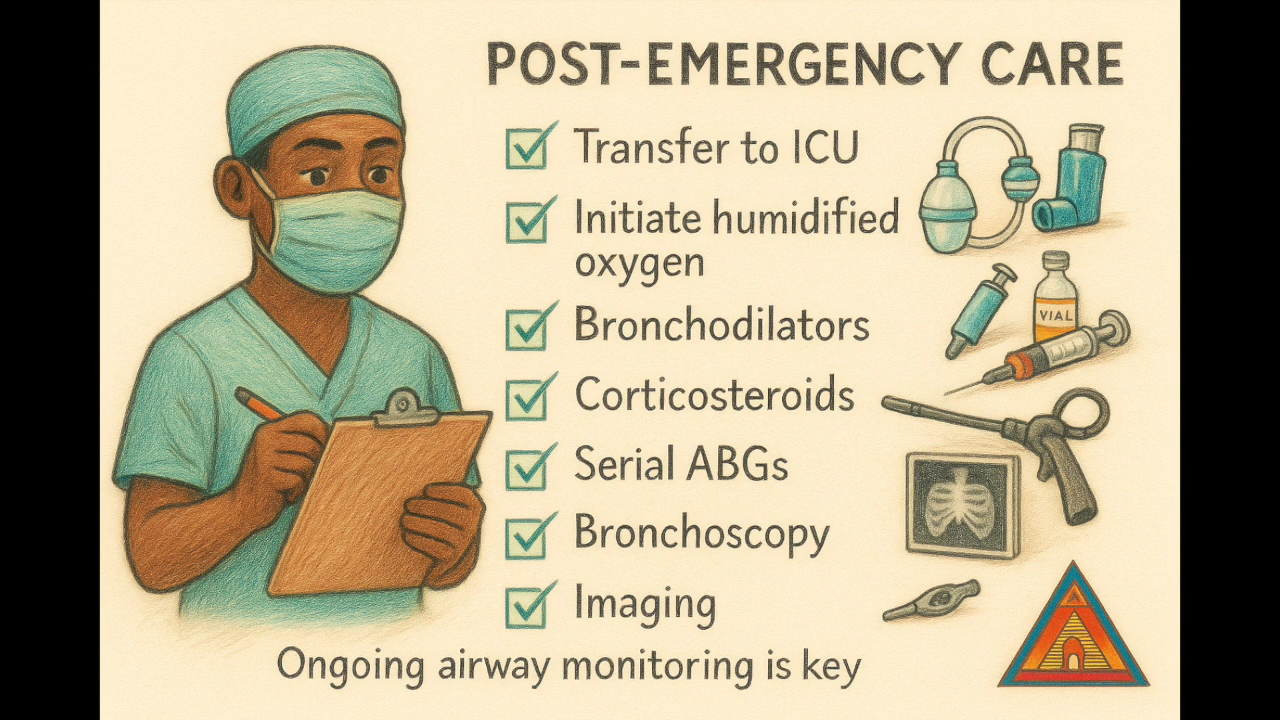 POST-EMERGENCY CARE
Transfer to ICU
Initiate humidified
oxygen
Bronchodilators
Corticosteroids
Serial ABGs
Bronchoscopy
Imaging
Ongoing airway monitoring is key
VIAL